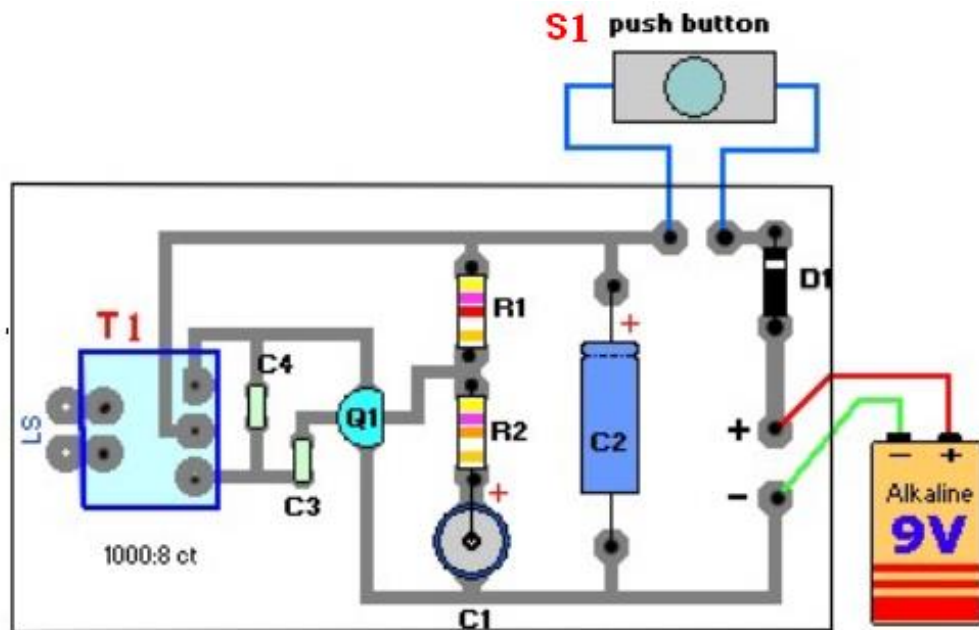 S1 push button
D1
R1
T1
C4
Q1
R2
C2
LS
+
+
+
-
C3
1000:8 ct
C1
- +
Alkaline
9V